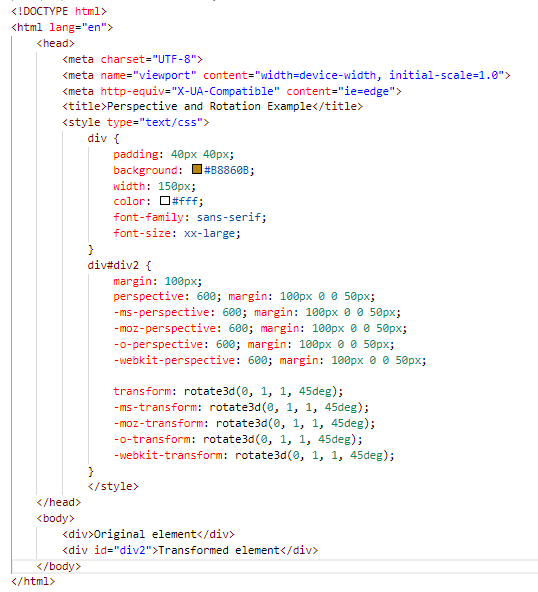 <!DOCTYPE html>
<html lang="en">
    <head>
        <meta charset="UTF-8">
        <meta name="viewport" content="width=device-width, initial-scale=1.0">
        <meta http-equiv="X-UA-Compatible" content="ie=edge">
        <title>Perspective and Rotation Example</title>
        <style type="text/css">
            div {
                padding: 40px 40px;
                background: #B8860B;
                width: 150px;
                color: #fff;
                font-family: sans-serif;
                font-size: xx-large;
            }
            div#div2 {
                margin: 100px;
                perspective: 600; margin: 100px 0 0 50px;
                -ms-perspective: 600; margin: 100px 0 0 50px;
                -moz-perspective: 600; margin: 100px 0 0 50px;
                -o-perspective: 600; margin: 100px 0 0 50px;
                -webkit-perspective: 600; margin: 100px 0 0 50px;

                transform: rotate3d(0, 1, 1, 45deg);
                -ms-transform: rotate3d(0, 1, 1, 45deg);
                -moz-transform: rotate3d(0, 1, 1, 45deg);
                -o-transform: rotate3d(0, 1, 1, 45deg);
                -webkit-transform: rotate3d(0, 1, 1, 45deg);
            }
            </style>
    </head>
    <body>
        <div>Original element</div>
        <div id="div2">Transformed element</div>
    </body>
</html>